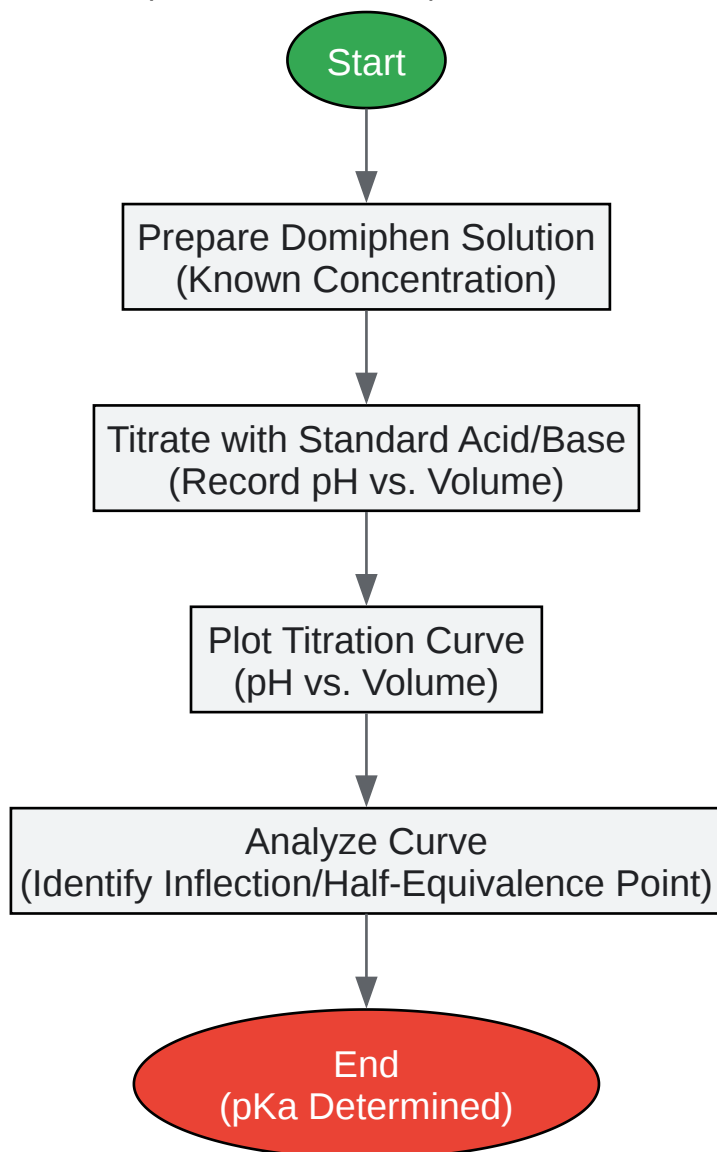 Start
Prepare Domiphen Solution
(Known Concentration)
Titrate with Standard Acid/Base
(Record pH vs. Volume)
Plot Titration Curve
(pH vs. Volume)
Analyze Curve
(Identify Inflection/Half-Equivalence Point)
End
(pKa Determined)